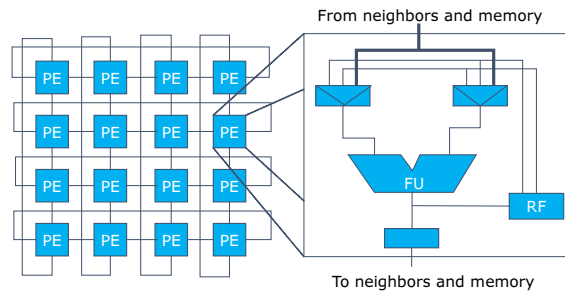 From neighbors and memory
PE PE PE PE
PE PE PE PE
PE PE PE PE
PE PE PE PE
FU
RF
To neighbors and memory